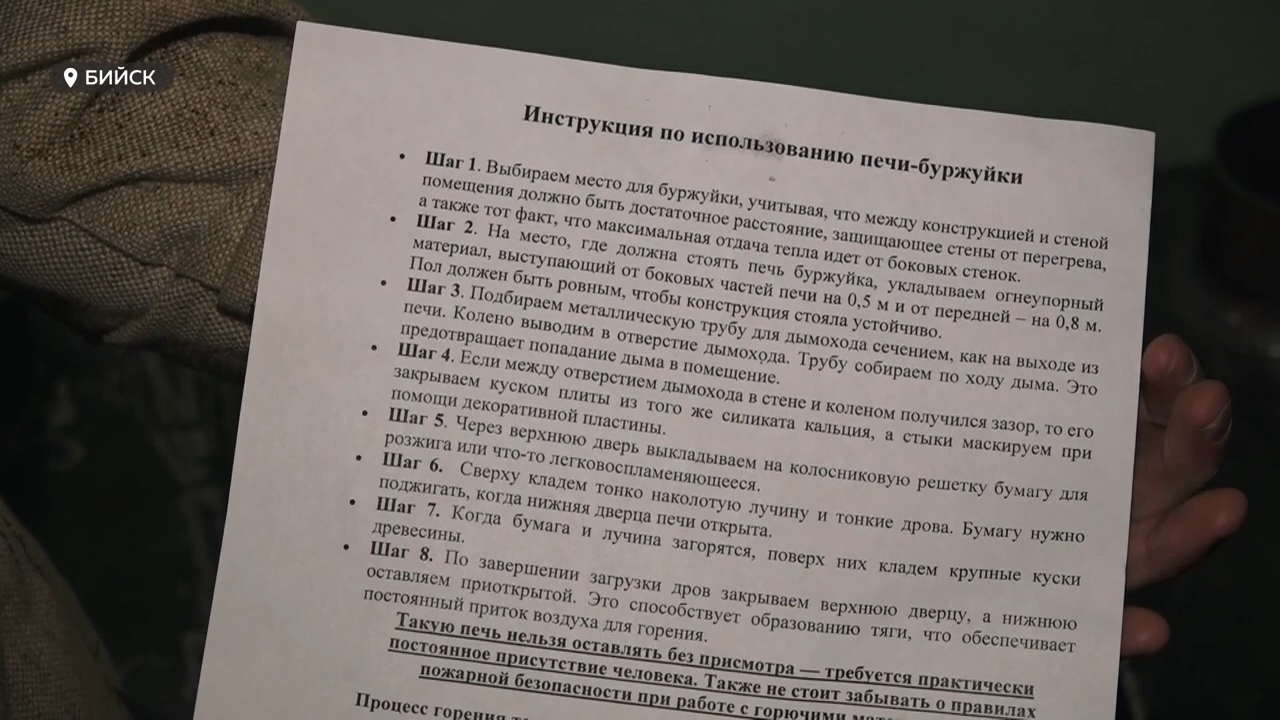 БИЙСК
Инструкция по использованию печи-буржуйки
• Шаг 1. Выбираем место для буржуйки, учитывая, что между конструкцией и стеной
помещения должно быть достаточное расстояние, защищающее стены от перегрева,
а также тот факт, что максимальная отдача тепла идет от боковых стенок.
• Шаг 2. На место, где должна стоять печь буржуйка, укладываем огнеупорный
материал, выступающий от боковых частей печи на 0,5 м и от передней – на 0,8 м.
Пол должен быть ровным, чтобы конструкция стояла устойчиво.
• Шаг 3. Подбираем металлическую трубу для дымохода сечением, как на выходе из
печи. Колено выводим в отверстие дымохода. Трубу собираем по ходу дыма. Это
предотвращает попадание дыма в помещение.
• Шаг 4. Если между отверстием дымохода в стене и коленом получился зазор, то его
закрываем куском плиты из того же силиката кальция, а стыки маскируем при
помощи декоративной пластины.
• Шаг 5. Через верхнюю дверь выкладываем на колосниковую решетку бумагу для
розжига или что-то легковоспламеняющееся.
• Шаг 6. Сверху кладем тонко наколотую лучину и тонкие дрова. Бумагу нужно
поджигать, когда нижняя дверца печи открыта.
• Шаг 7. Когда бумага и лучина загорятся, поверх них кладем крупные куски
древесины.
• Шаг 8. По завершении загрузки дров закрываем верхнюю дверцу, а нижнюю
оставляем приоткрытой. Это способствует образованию тяги, что обеспечивает
постоянный приток воздуха для горения.
Такую печь нельзя оставлять без присмотра — требуется практически
постоянное присутствие человека. Также не стоит забывать о правилах
пожарной безопасности при работе с горючими
Процесс горения